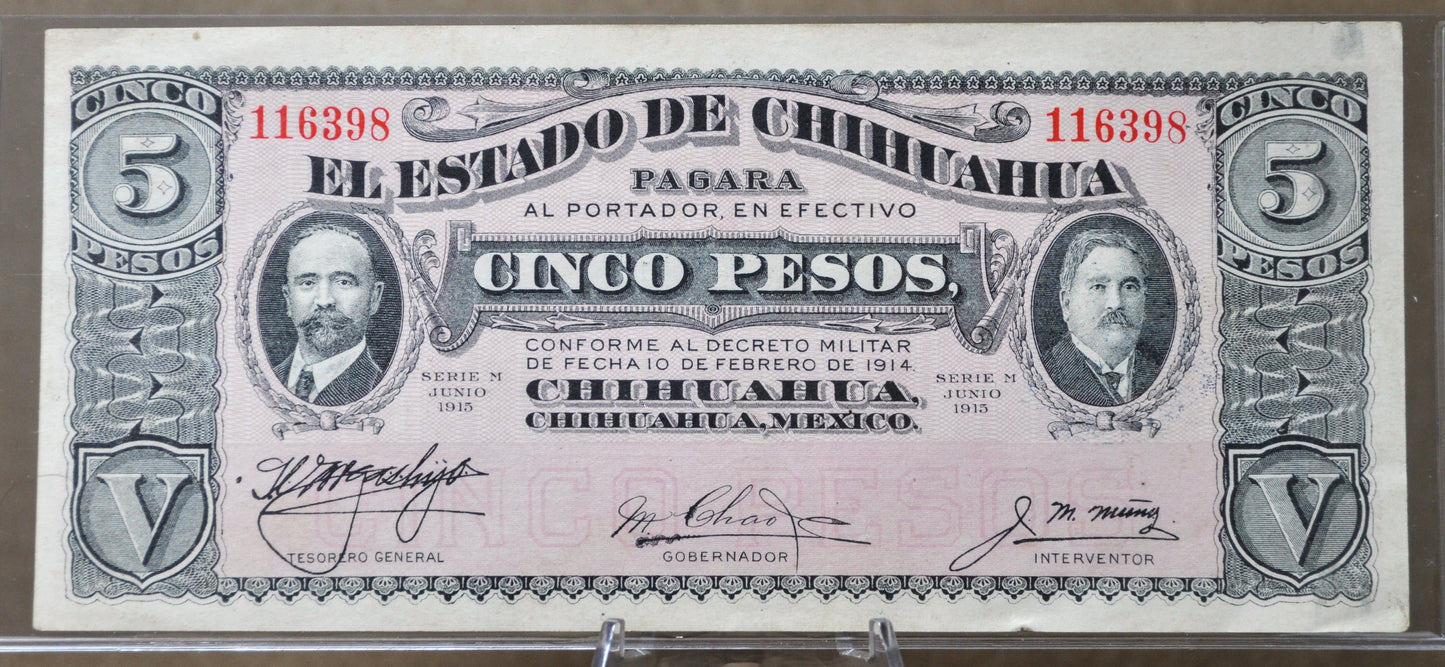 CINCO
5
PESOS
116398
EL ESTADO DE CHIHUAHUA
116398
CINCO
5
PESOS
PAGARA
AL PORTADOR, EN EFECTIVO
CINCO PESOS,
CONFORME AL DECRETO MILITAR
DE FECHA 10 DE FEBRERO DE 1914.
CHIHUAHUA,
CHIHUAHUA, MEXICO.
SERIE M
JUNIO
1915
SERIE M
JUNIO
1915
CINCO PESOS
V
V
TESORERO GENERAL
M Chao
GOBERNADOR
J. M. Muñoz.
INTERVENTOR